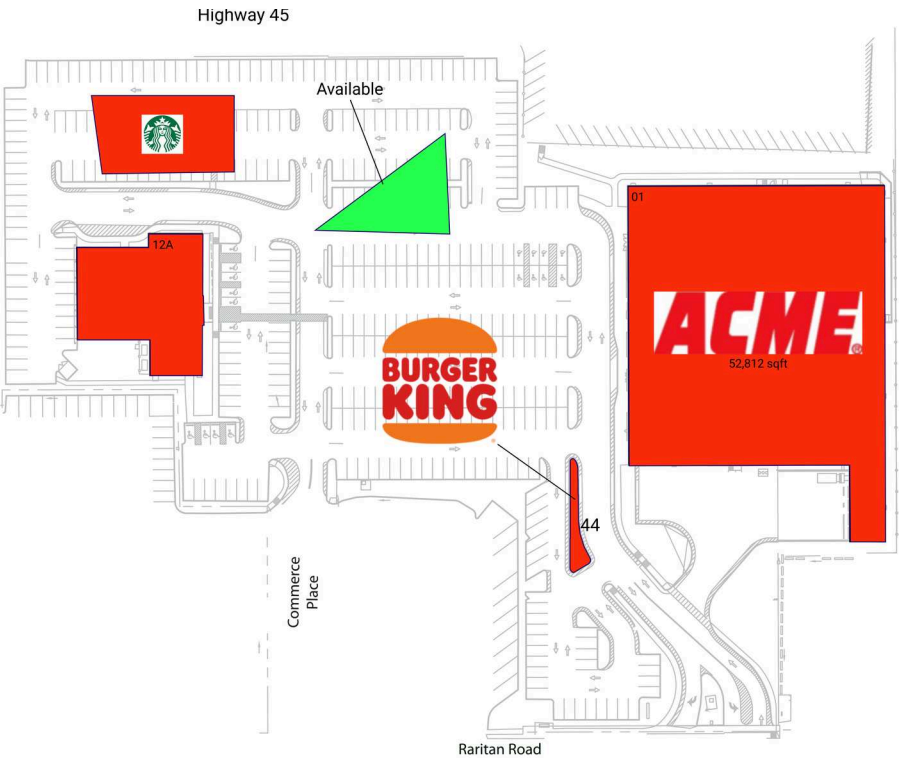 Highway 45
Available
01
12A
ACME
®
52,812 sqft
BURGER
KING
®
44
Commerce
Place
Raritan Road